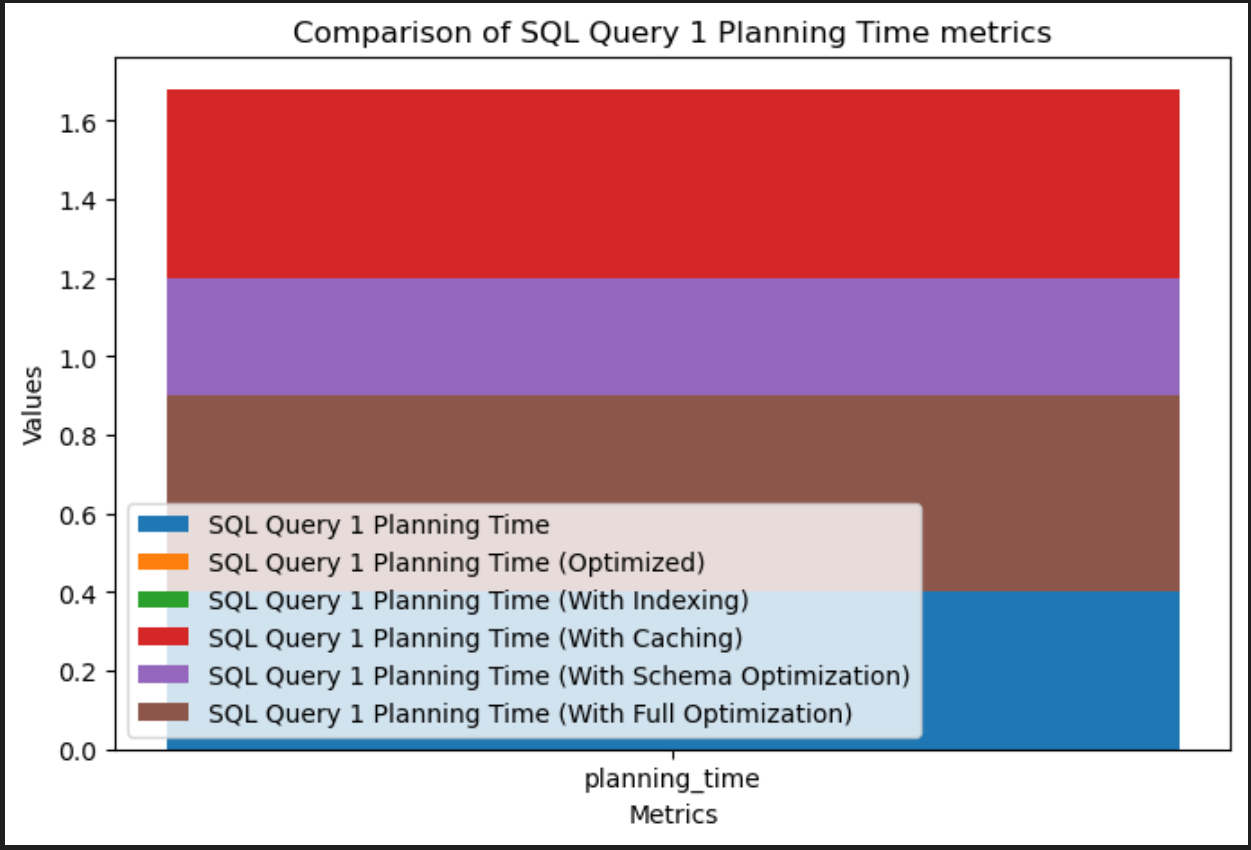 Comparison of SQL Query 1 Planning Time metrics
1.6
1.4
1.2
1.0
0.8
0.6
0.4
0.2
0.0
Values
SQL Query 1 Planning Time
SQL Query 1 Planning Time (Optimized)
SQL Query 1 Planning Time (With Indexing)
SQL Query 1 Planning Time (With Caching)
SQL Query 1 Planning Time (With Schema Optimization)
SQL Query 1 Planning Time (With Full Optimization)
planning_time
Metrics